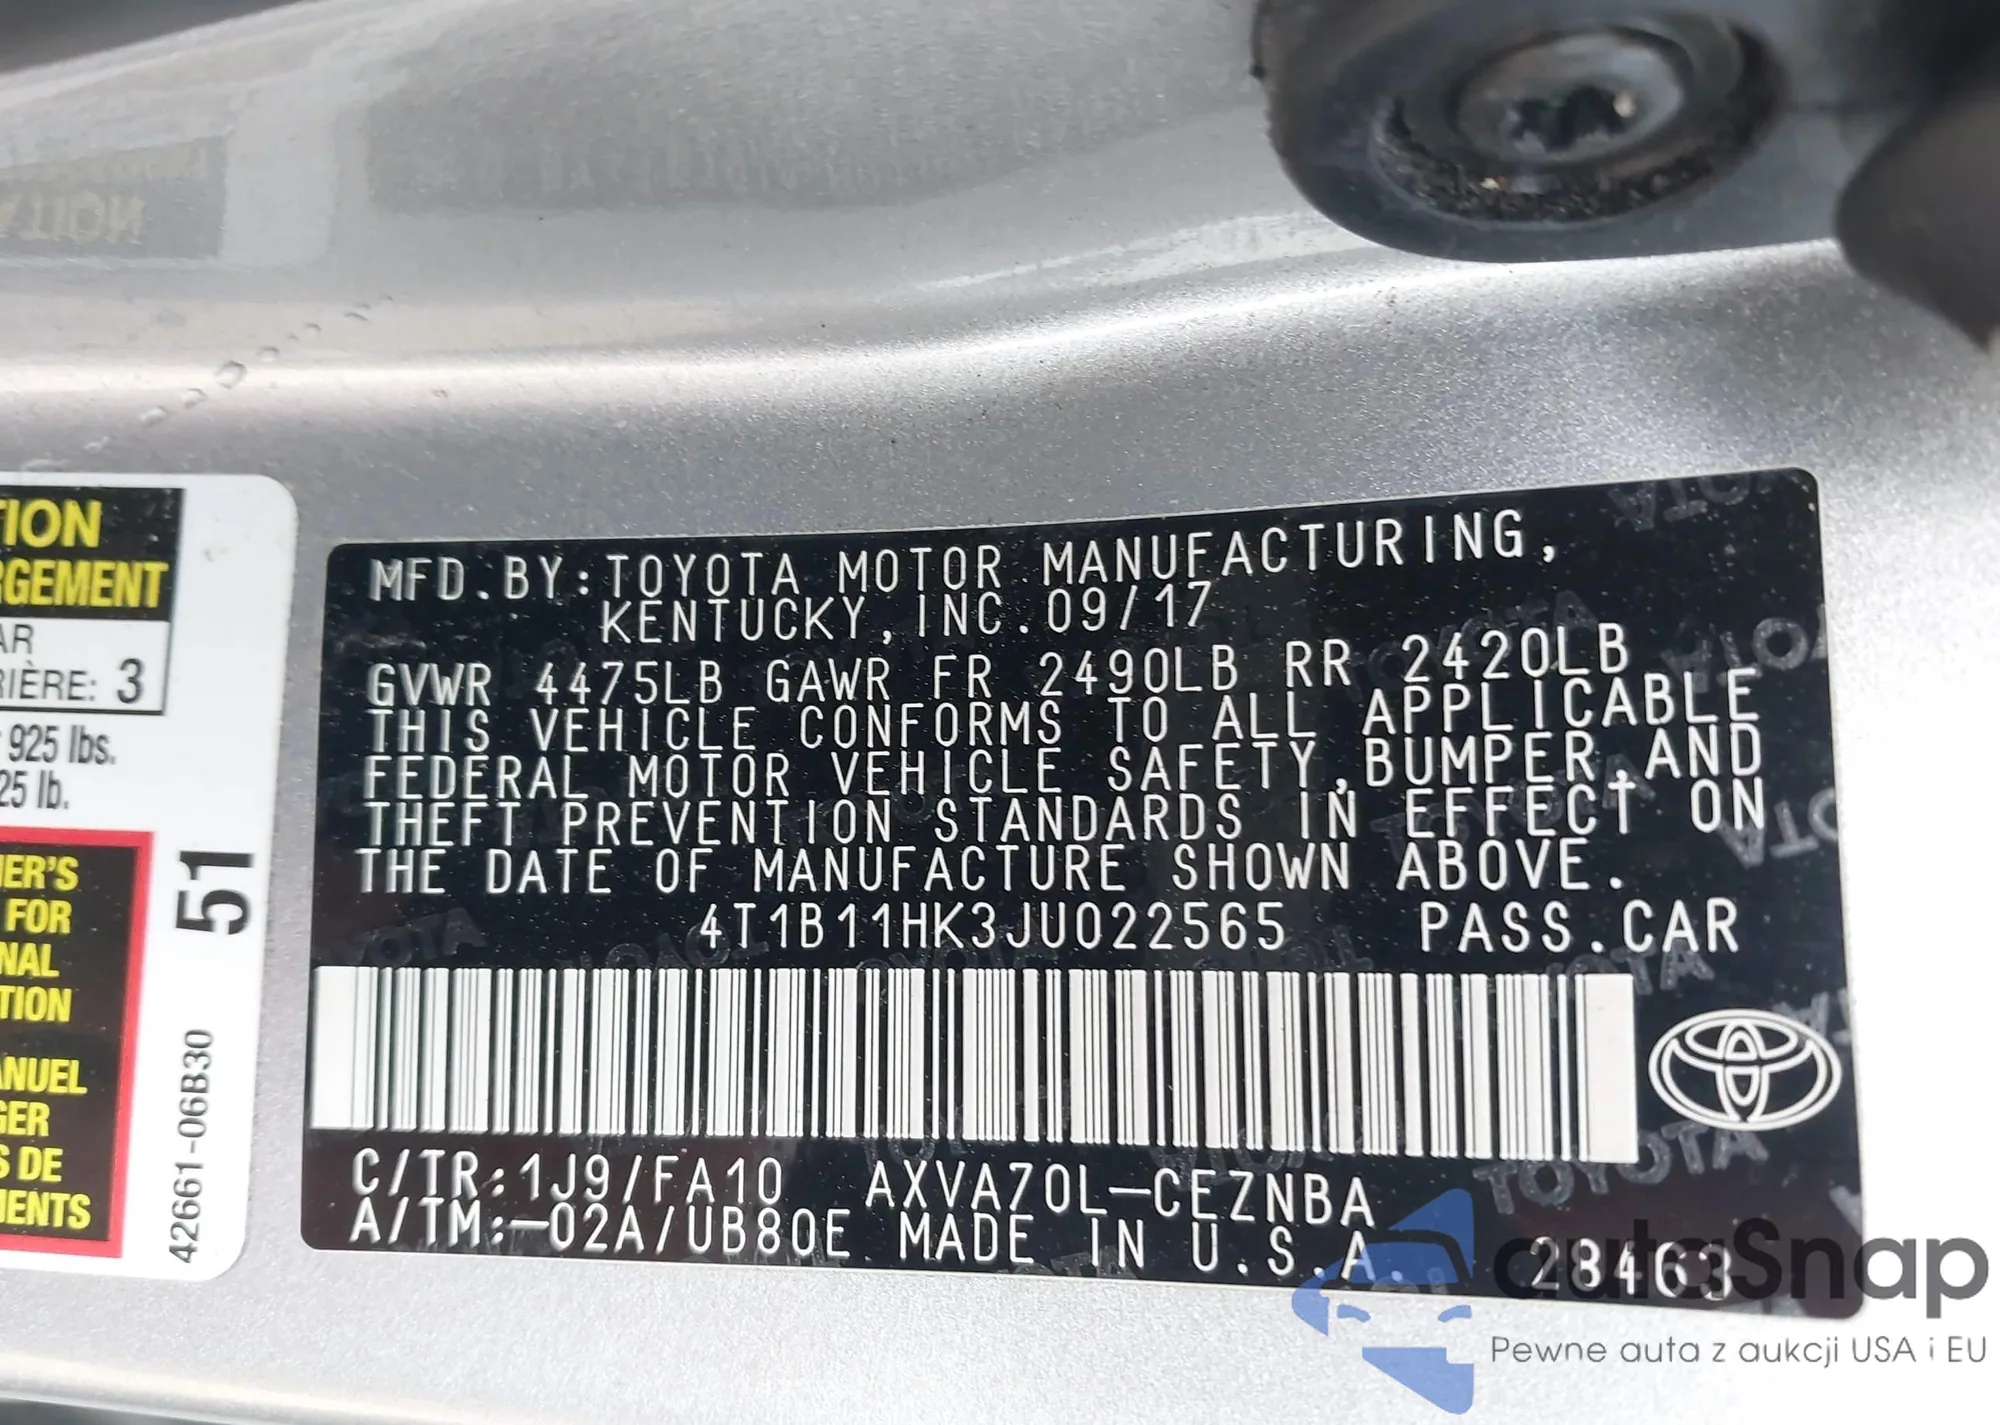 TION
RGEMENT
AR
RIÈRE: 3
925 lbs.
25 lb.
ER'S
FOR
NAL
TION
ANUEL
GER
S DE
MENTS
51
42661-06B30
MFD.BY:TOYOTA MOTOR MANUFACTURING,
KENTUCKY, INC. 09/17
GVWR 4475LB GAWR FR 2490LB RR 2420LB
THIS VEHICLE CONFORMS TO ALL APPLICABLE
FEDERAL MOTOR VEHICLE SAFETY,BUMPER,AND
THEFT PREVENTION STANDARDS IN EFFECT ON
THE DATE OF MANUFACTURE SHOWN ABOVE.
4T1B11HK3JU022565 PASS.CAR
C/TR:1J9/FA10 AXVA70L-CEZNBA
A/TM:-02A/UB80E MADE IN U.S.A. 28463
autoSnap
Pewne auta z aukcji USA i EU